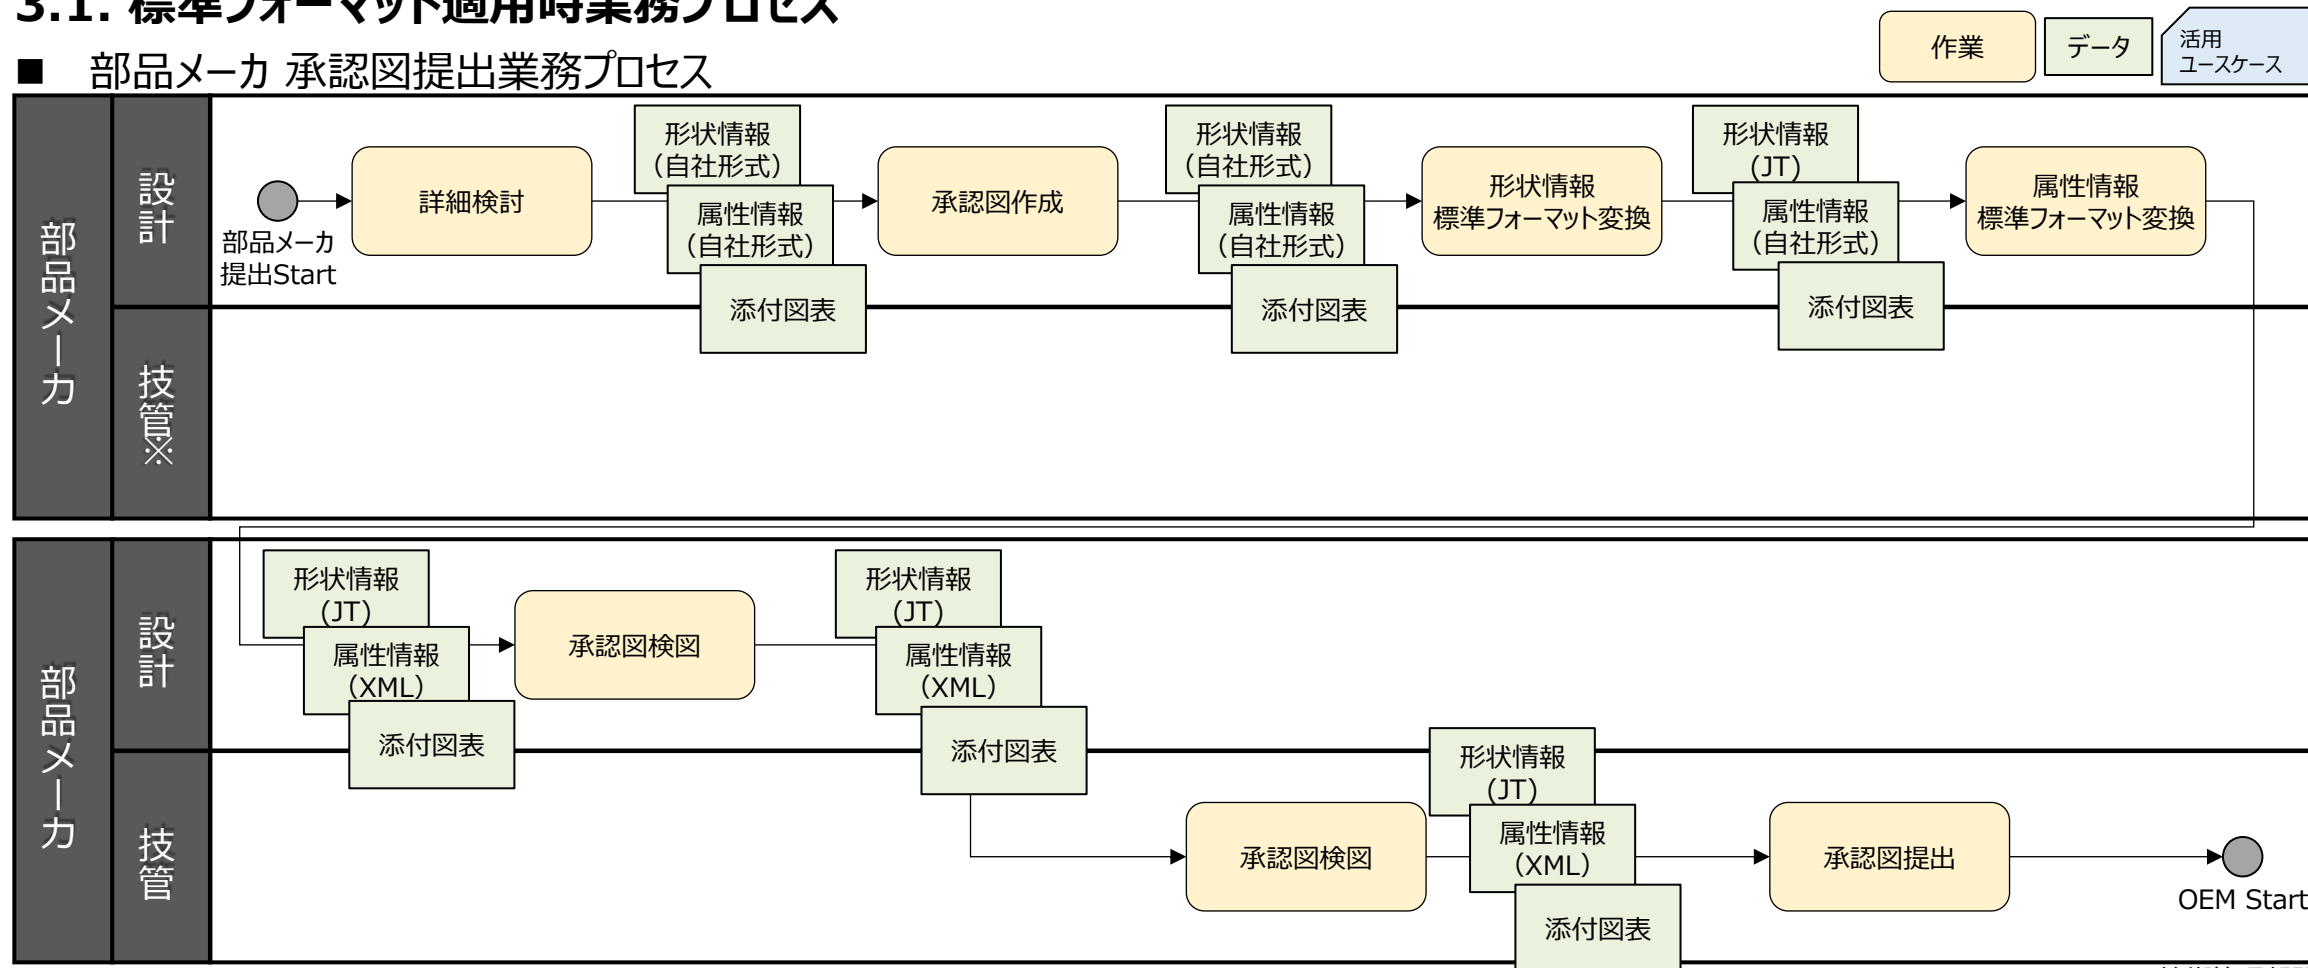 3.1. 標準フォーマット適用時業務プロセス
■ 部品メーカ 承認図提出業務プロセス
作業
データ
活用
ユースケース
部品メーカ
設計
技管※
部品メーカ
提出Start
詳細検討
形状情報
（自社形式）
属性情報
（自社形式）
添付図表
承認図作成
形状情報
（自社形式）
属性情報
（自社形式）
添付図表
形状情報
標準フォーマット変換
形状情報
(JT)
属性情報
（自社形式）
添付図表
属性情報
標準フォーマット変換
部品メーカ
設計
技管
形状情報
(JT)
属性情報
（XML）
添付図表
承認図検図
形状情報
(JT)
属性情報
（XML）
添付図表
承認図検図
形状情報
(JT)
属性情報
（XML）
添付図表
承認図提出
OEM Start